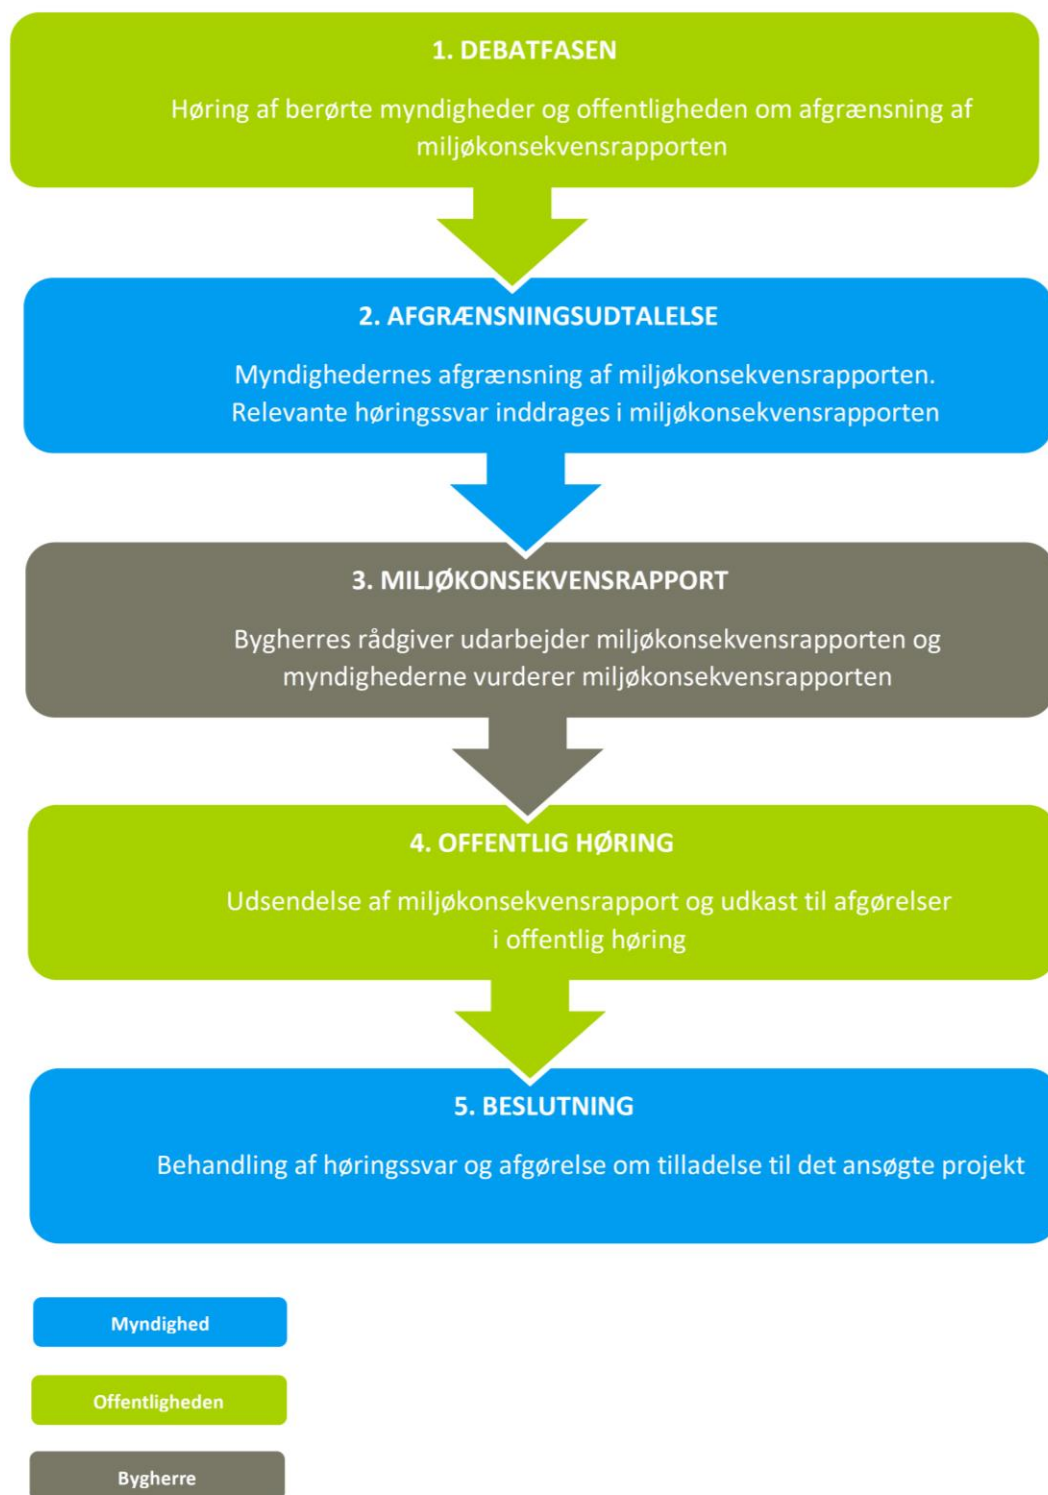 1. DEBATFASEN
Høring af berørte myndigheder og offentligheden om afgrænsning af
miljøkonsekvensrapporten
2. AFGRÆNSNINGSUDTALELSE
Myndighedernes afgrænsning af miljøkonsekvensrapporten.
Relevante høringssvar inddrages i miljøkonsekvensrapporten
3. MILJØKONSEKVENSRAPPORT
Bygherres rådgiver udarbejder miljøkonsekvensrapporten og
myndighederne vurderer miljøkonsekvensrapporten
4. OFFENTLIG HØRING
Udsendelse af miljøkonsekvensrapport og udkast til afgørelser
i offentlig høring
5. BESLUTNING
Behandling af høringssvar og afgørelse om tilladelse til det ansøgte projekt
Myndighed
Offentligheden
Bygherre